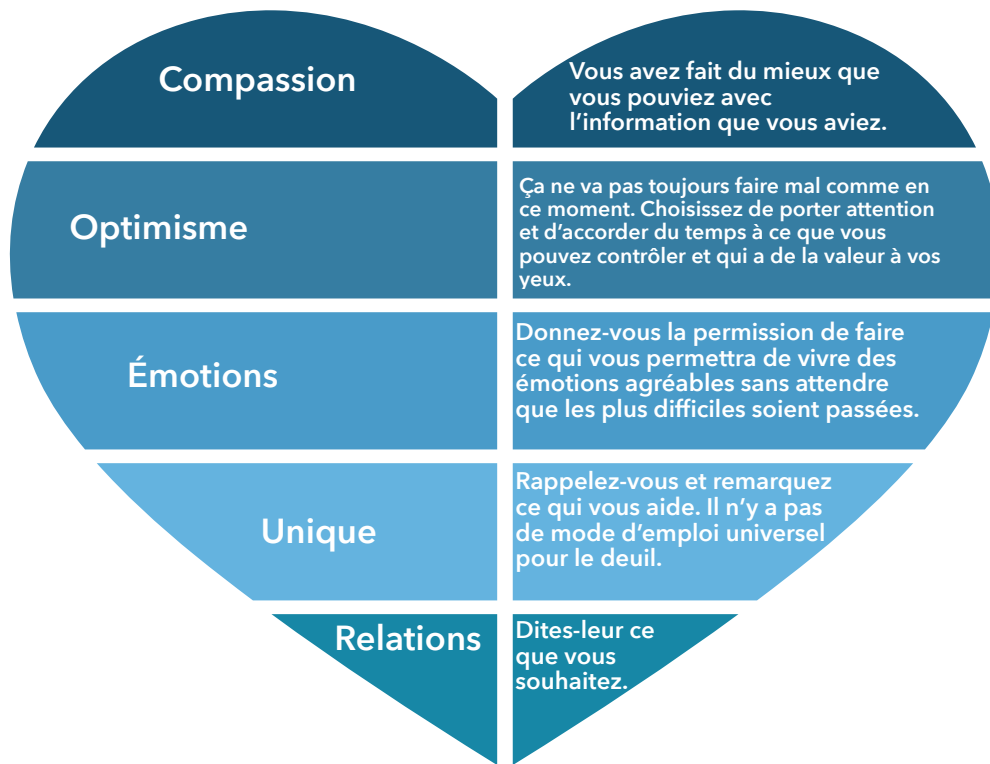 Compassion
Vous avez fait du mieux que
vous pouviez avec
l’information que vous aviez.
Optimisme
Ça ne va pas toujours faire mal comme en
ce moment. Choisissez de porter attention
et d’accorder du temps à ce que vous
pouvez contrôler et qui a de la valeur à vos
yeux.
Émotions
Donnez-vous la permission de faire
ce qui vous permettra de vivre des
émotions agréables sans attendre
que les plus difficiles soient passées.
Unique
Rappelez-vous et remarquez
ce qui vous aide. Il n’y a pas
de mode d’emploi universel
pour le deuil.
Relations
Dites-leur ce
que vous
souhaitez.